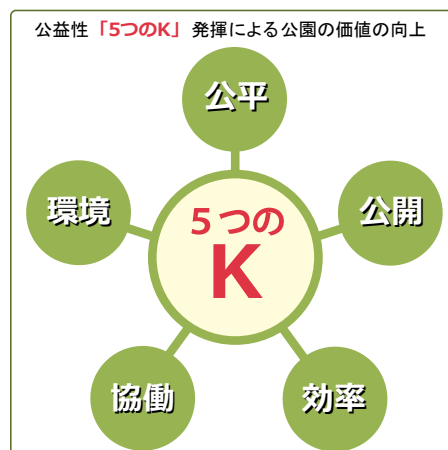 公益性「5つのK」発揮による公園の価値の向上
公平
環境
5つの
K
公開
協働
効率